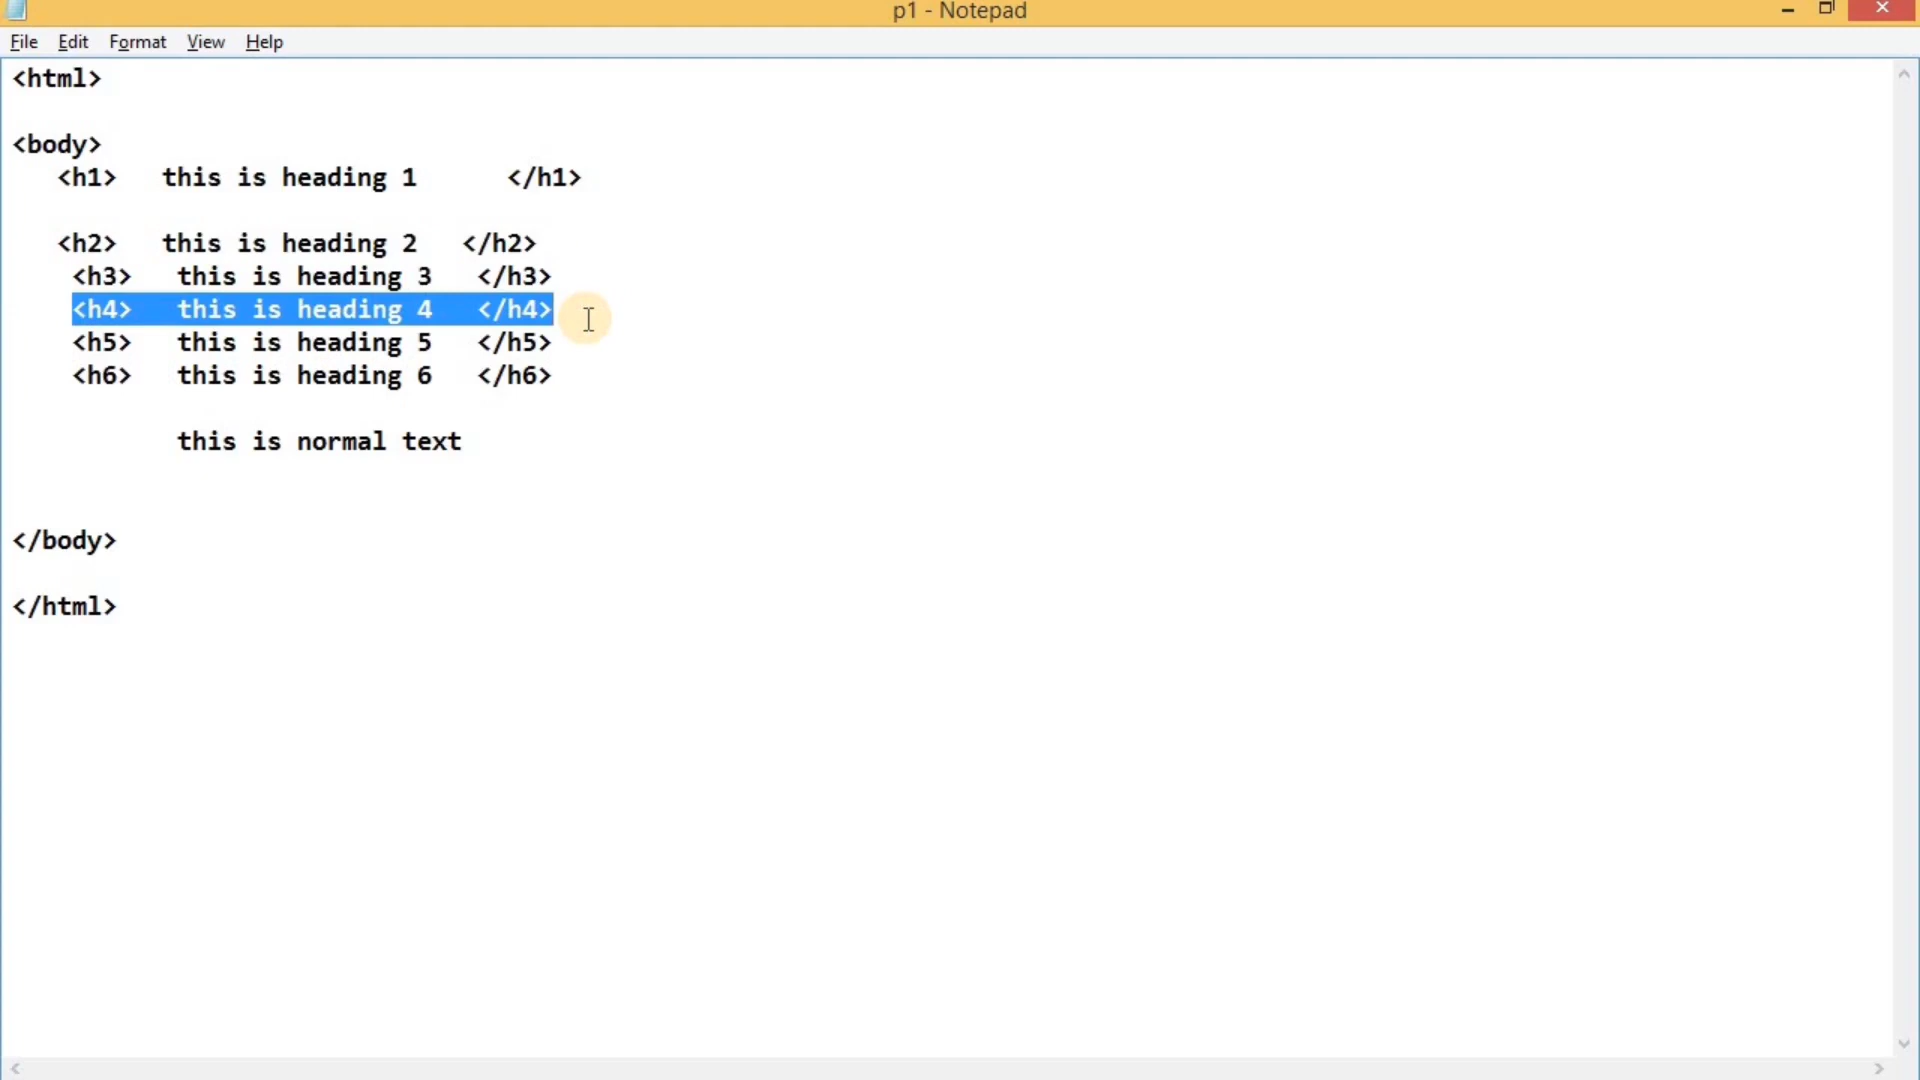 p1 - Notepad
File Edit Format View Help
<html>
<body>
<h1> this is heading 1 </h1>
<h2> this is heading 2 </h2>
<h3> this is heading 3 </h3>
<h4> this is heading 4 </h4>
<h5> this is heading 5 </h5>
<h6> this is heading 6 </h6>
this is normal text
</body>
</html>